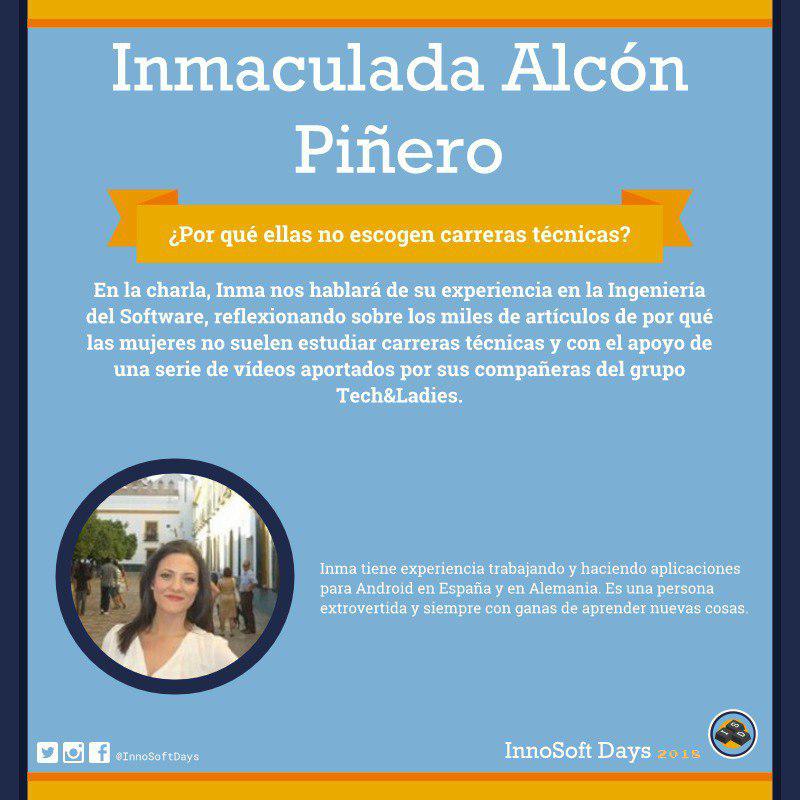 Inmaculada Alcón
Piñero
¿Por qué ellas no escogen carreras técnicas?
En la charla, Inma nos hablará de su experiencia en la Ingeniería
del Software, reflexionando sobre los miles de artículos de por qué
las mujeres no suelen estudiar carreras técnicas y con el apoyo de
una serie de vídeos aportados por sus compañeras del grupo
Tech&Ladies.
Inma tiene experiencia trabajando y haciendo aplicaciones
para Android en España y en Alemania. Es una persona
extrovertida y siempre con ganas de aprender nuevas cosas.
@InnoSoftDays
InnoSoft Days 2018
I S D